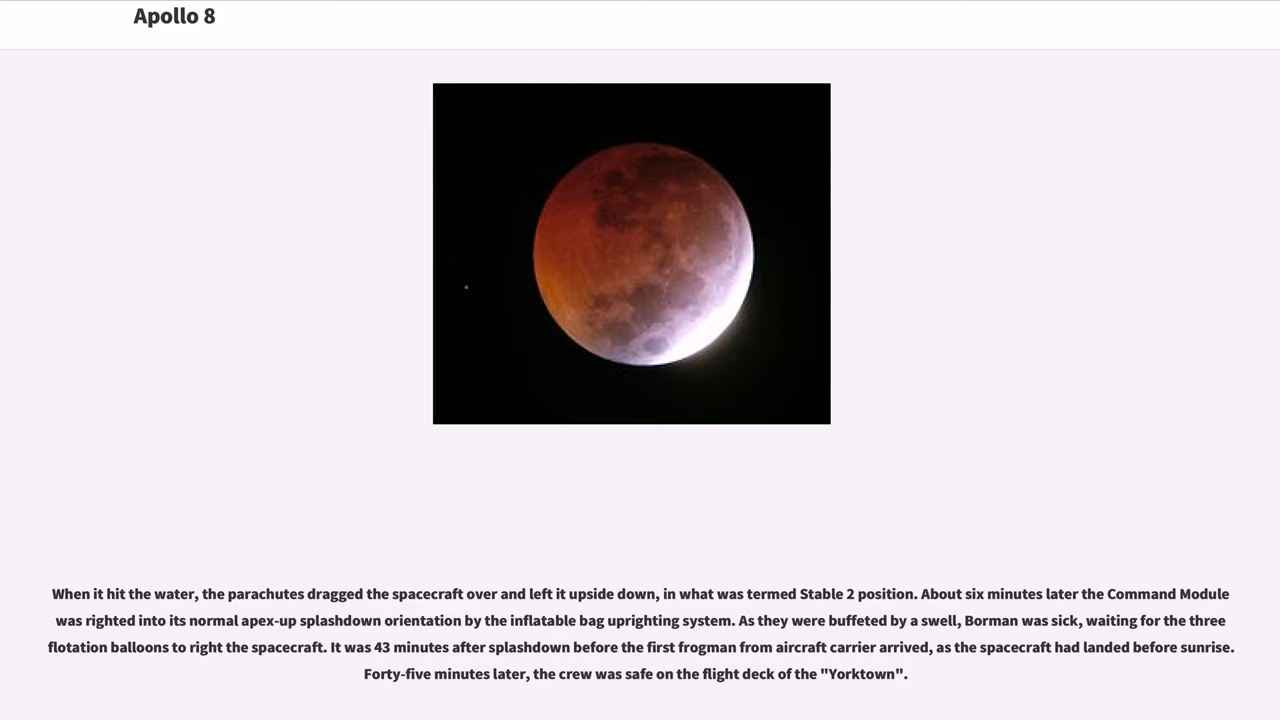 Apollo 8
When it hit the water, the parachutes dragged the spacecraft over and left it upside down, in what was termed Stable 2 position. About six minutes later the Command Module
was righted into its normal apex-up splashdown orientation by the inflatable bag uprighting system. As they were buffeted by a swell, Borman was sick, waiting for the three
flotation balloons to right the spacecraft. It was 43 minutes after splashdown before the first frogman from aircraft carrier arrived, as the spacecraft had landed before sunrise.
Forty-five minutes later, the crew was safe on the flight deck of the "Yorktown".